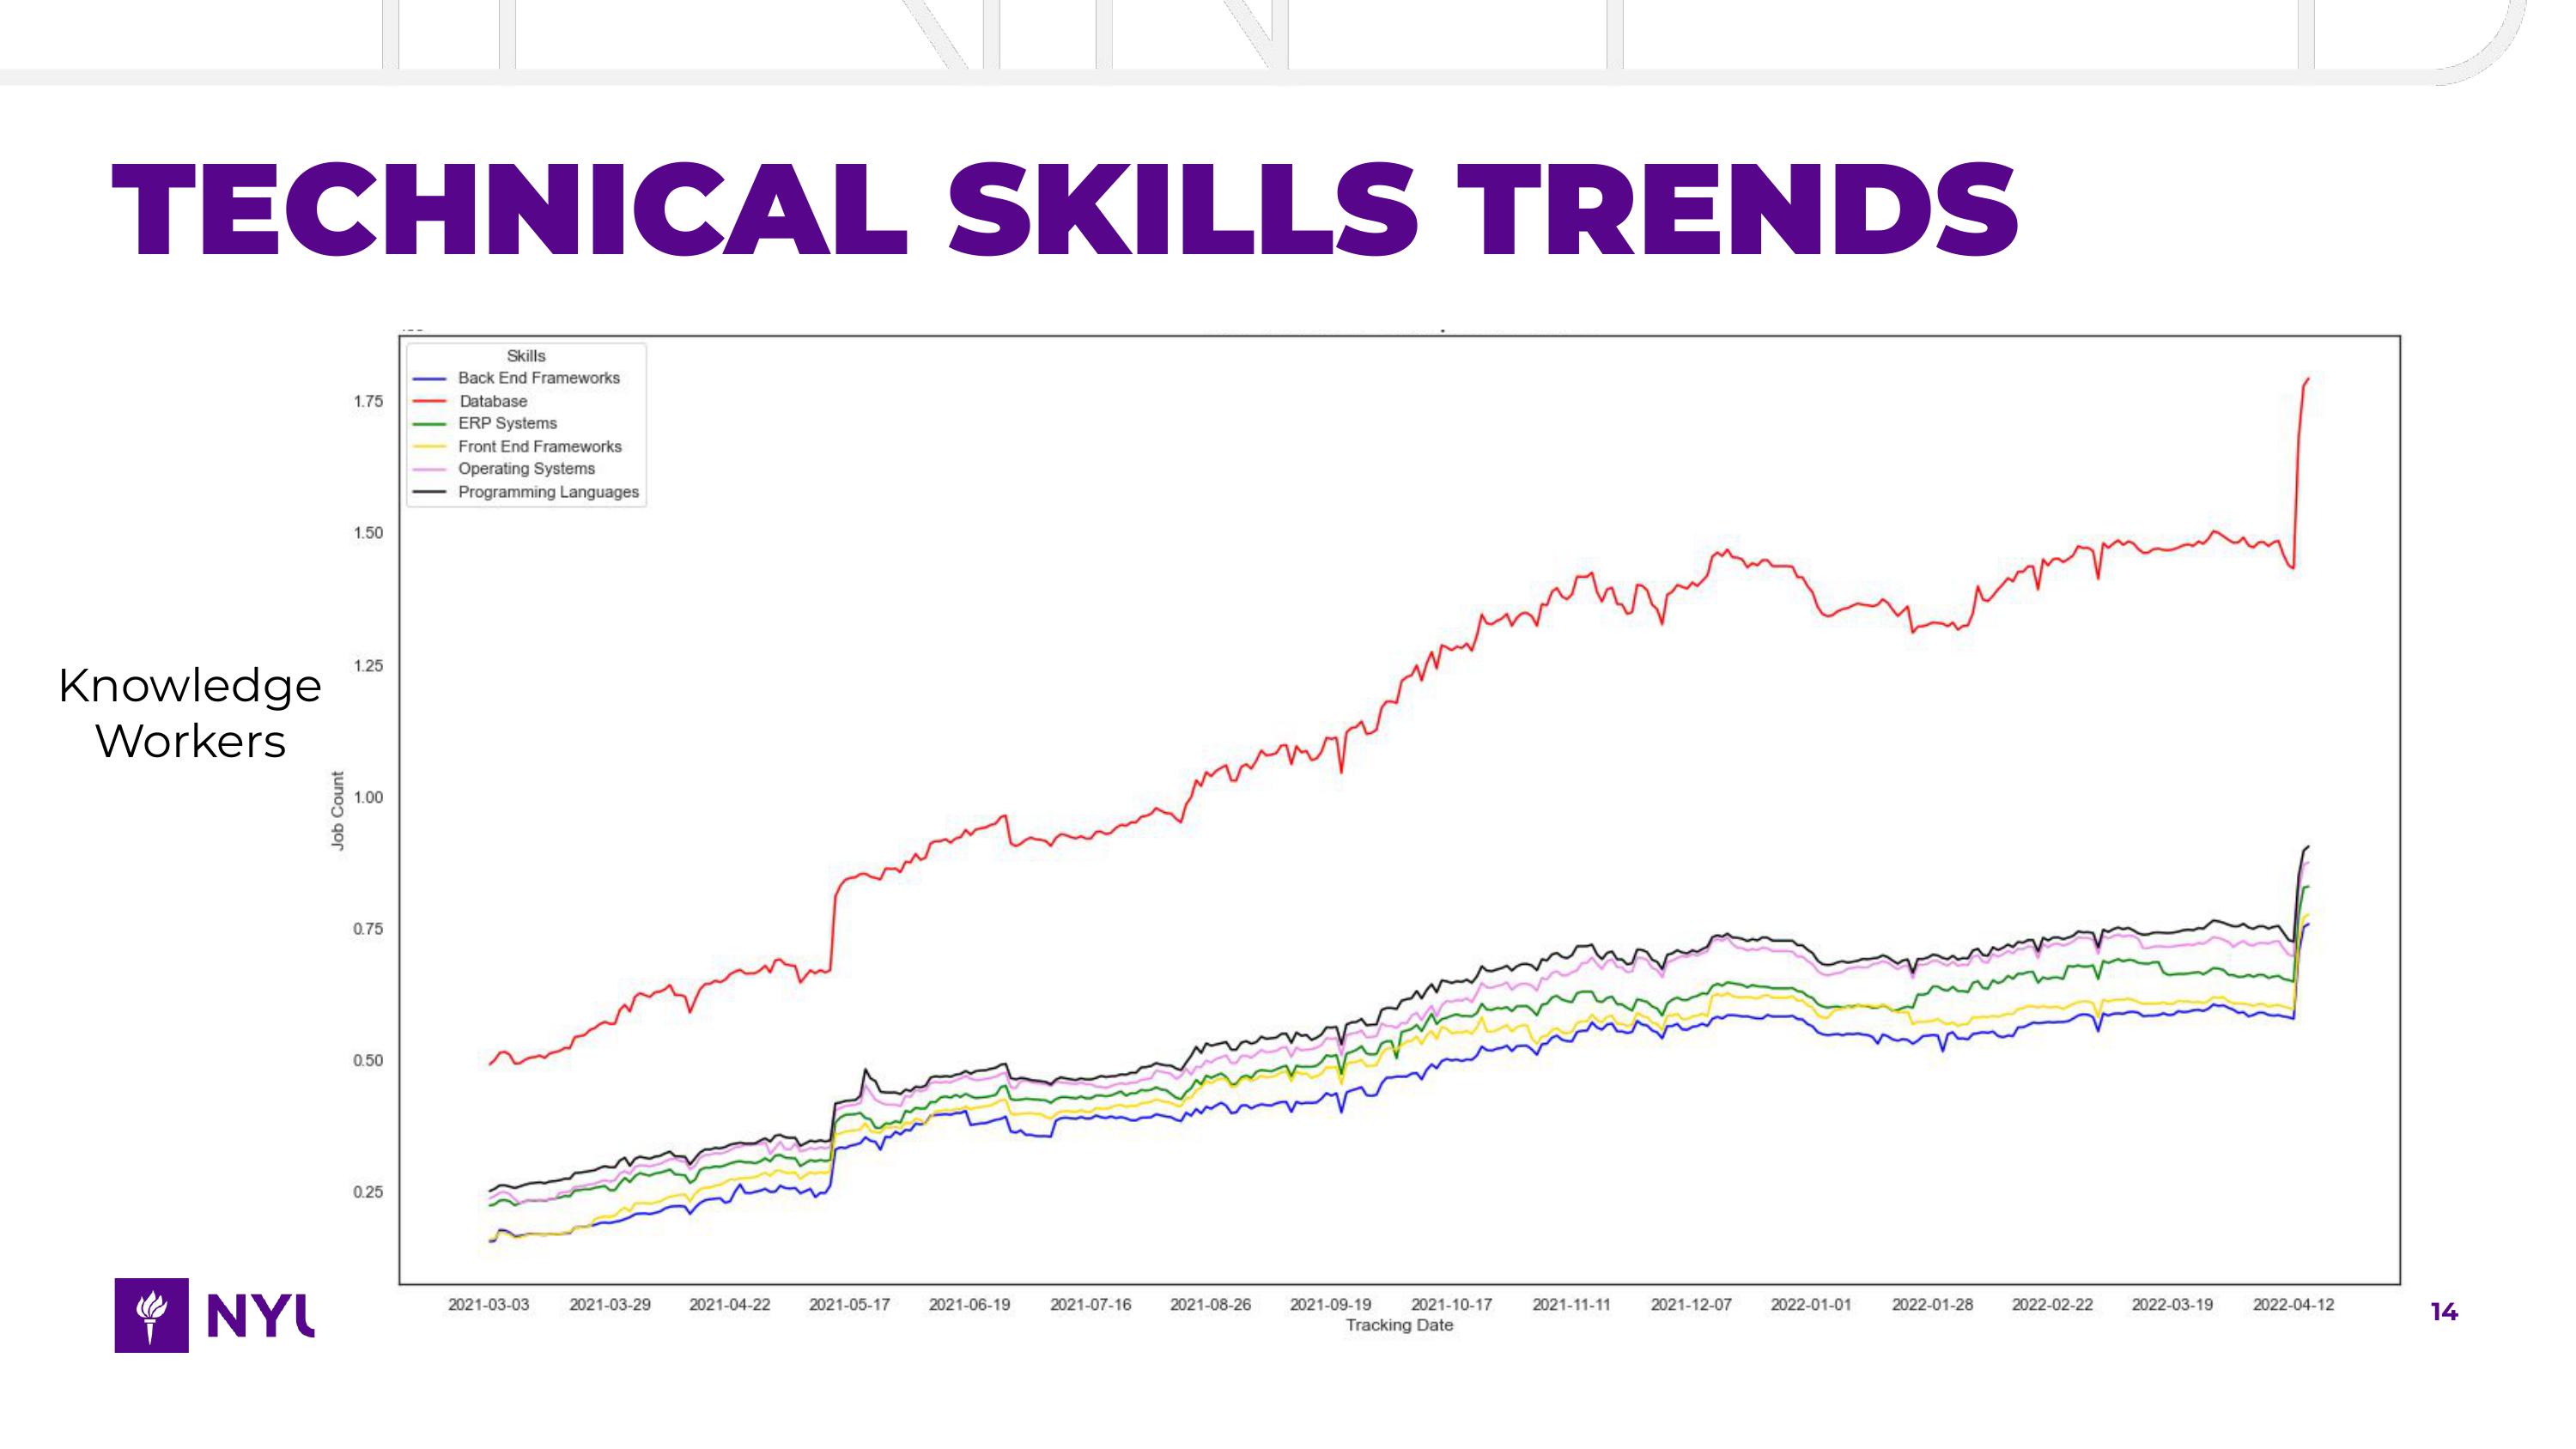 TECHNICAL SKILLS TRENDS
Knowledge
Workers
Skills
Back End Frameworks
Database
ERP Systems
Front End Frameworks
Operating Systems
Programming Languages
1.75
1.50
1.25
1.00
0.75
0.50
0.25
Job Count
2021-03-03 2021-03-29 2021-04-22 2021-05-17 2021-06-19 2021-07-16 2021-08-26 2021-09-19 2021-10-17 2021-11-11 2021-12-07 2022-01-01 2022-01-28 2022-02-22 2022-03-19 2022-04-12
Tracking Date
NY
14